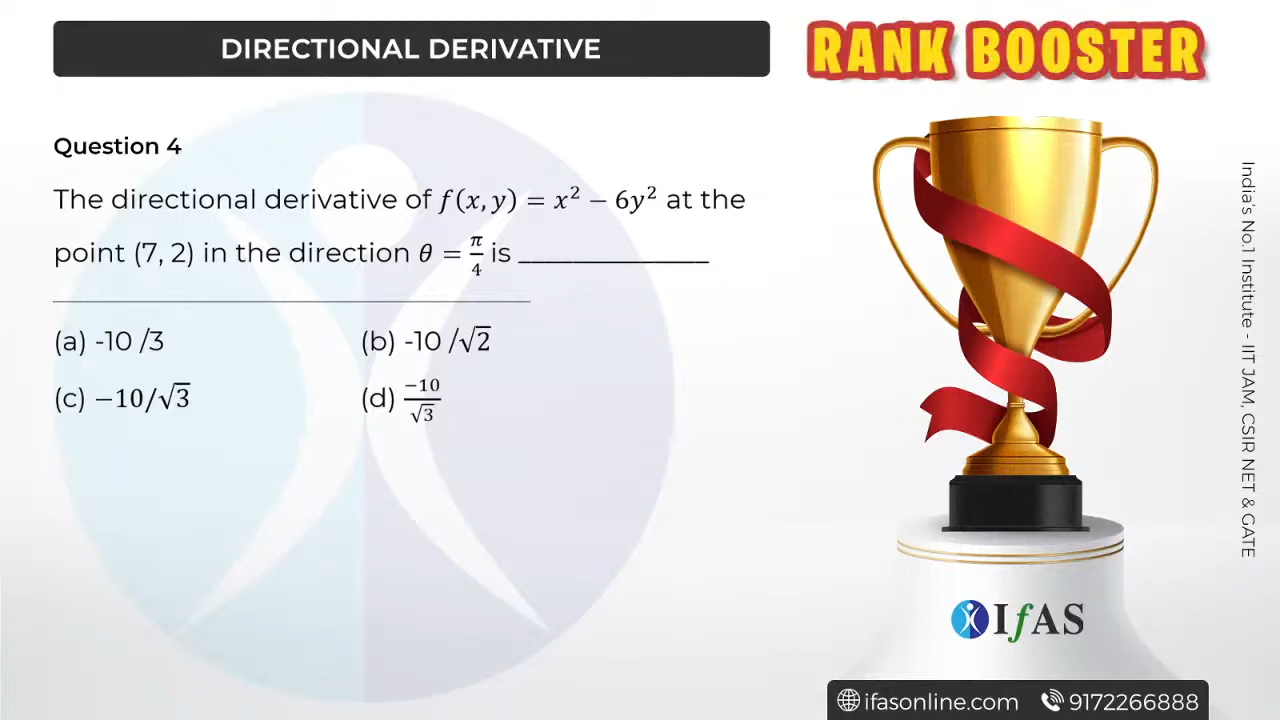 DIRECTIONAL DERIVATIVE
RANK BOOSTER
Question 4
The directional derivative of f(x, y) = x² − 6y² at the
point (7, 2) in the direction θ = π/4 is ______________
(a) -10 /3
(b) -10 /√2
(c) −10/√3
(d) −10/√3
India's No.1 Institute - IIT JAM, CSIR NET & GATE
IfAS
ifasonline.com
9172266888